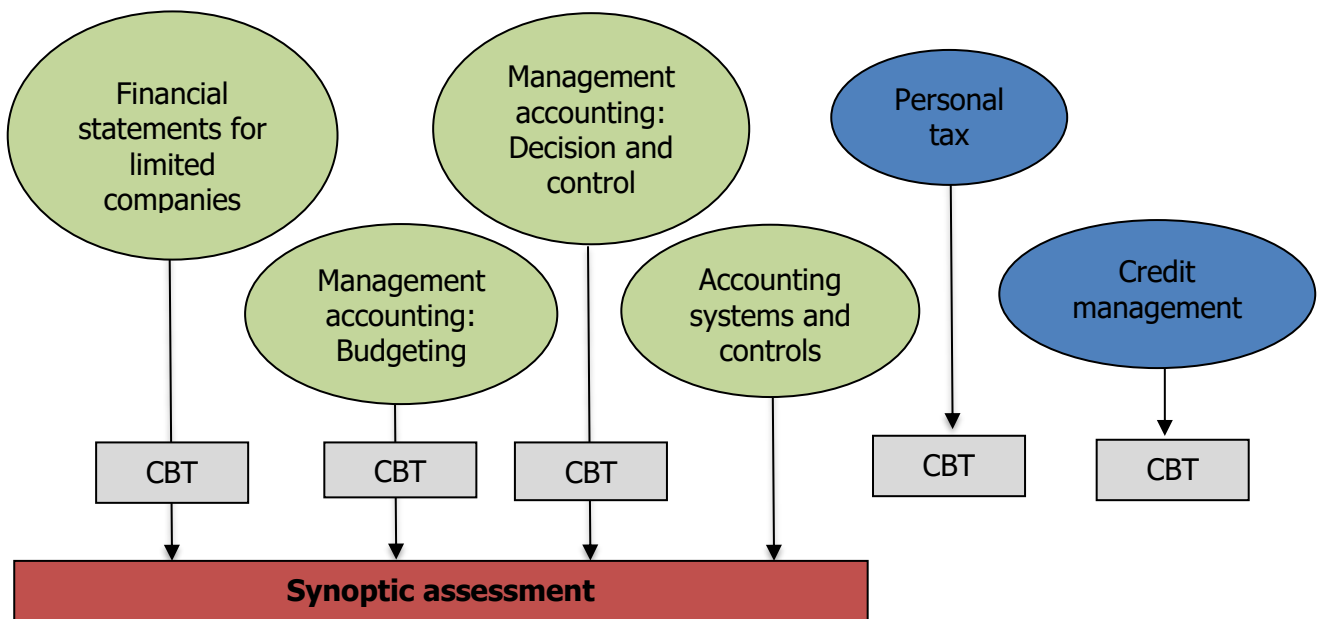 Financial
statements for
limited
companies
Management
accounting:
Decision and
control
Personal
tax
Management
accounting:
Budgeting
Accounting
systems and
controls
Credit
management
CBT
CBT
CBT
CBT
CBT
Synoptic assessment